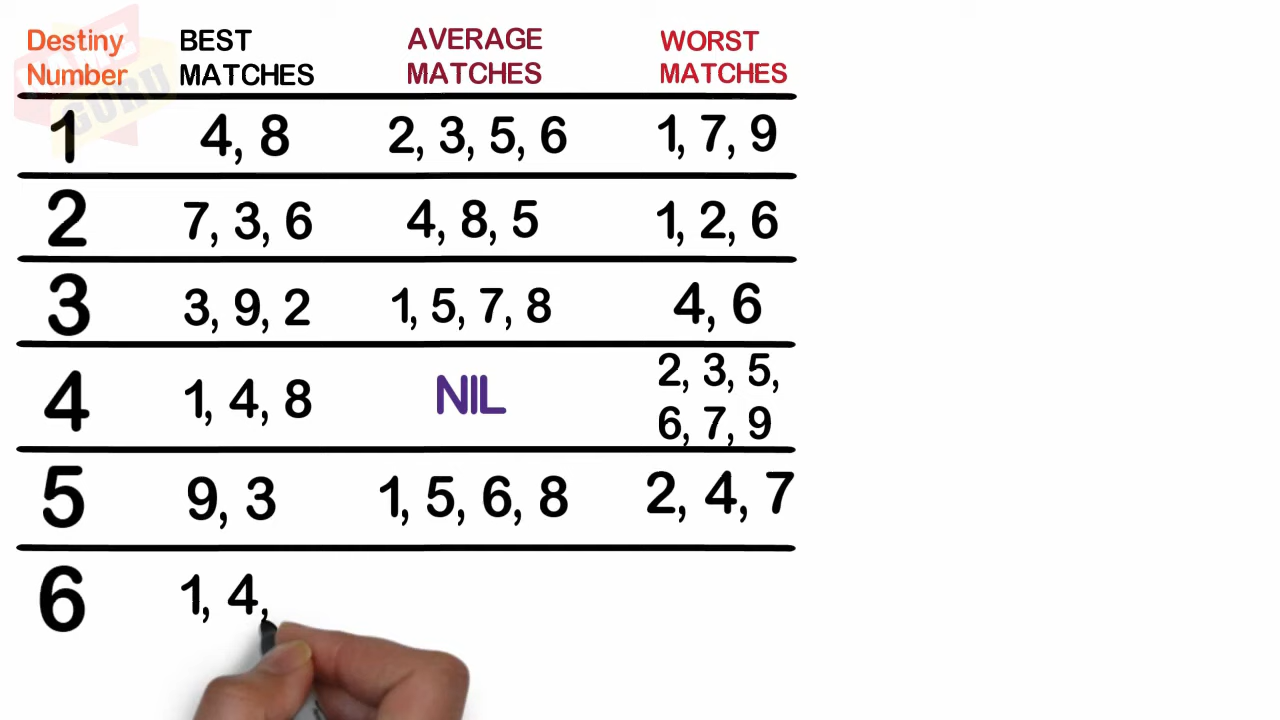 Destiny Number BEST MATCHES AVERAGE MATCHES WORST MATCHES
1 4, 8 2, 3, 5, 6 1, 7, 9
2 7, 3, 6 4, 8, 5 1, 2, 6
3 3, 9, 2 1, 5, 7, 8 4, 6
4 1, 4, 8 NIL 2, 3, 5,
6, 7, 9
5 9, 3 1, 5, 6, 8 2, 4, 7
6 1, 4,
GURU